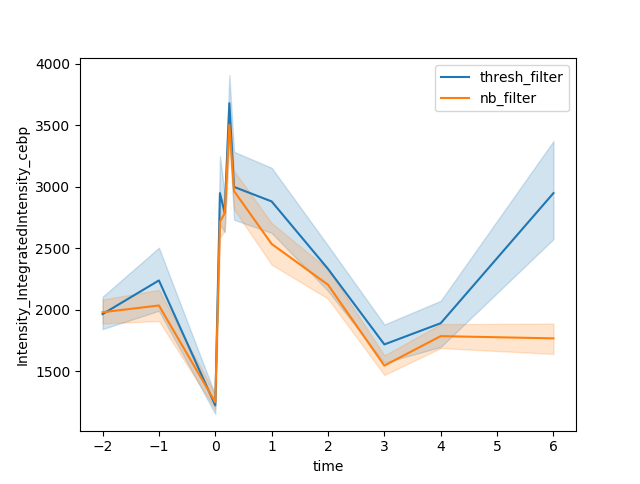 4000
3500
3000
2500
2000
1500
Intensity_IntegratedIntensity_cebp
thresh_filter
nb_filter
−2 −1 0 1 2 3 4 5 6
time